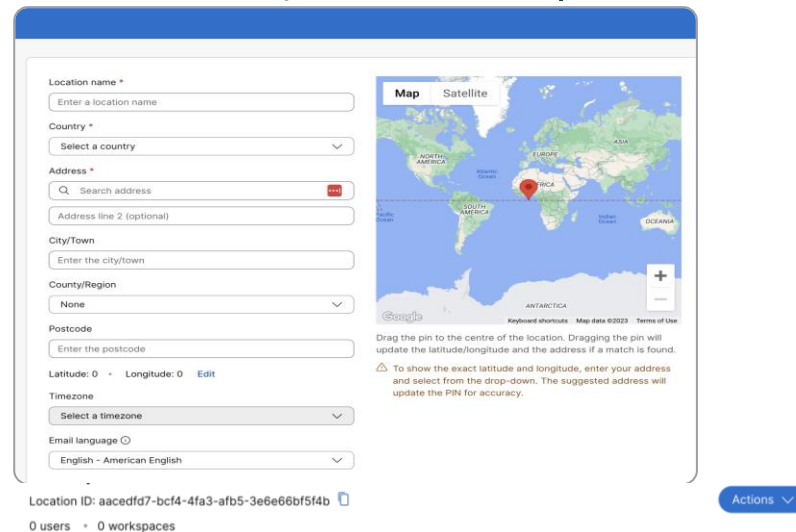 Location name *
Enter a location name
Country *
Select a country
Address *
Search address
Address line 2 (optional)
City/Town
Enter the city/town
County/Region
None
Postcode
Enter the postcode
Latitude: 0 • Longitude: 0 Edit
Timezone
Select a timezone
Email language
English - American English
Map Satellite
NORTH AMERICA
EUROPE
ASIA
Atlantic Ocean
AFRICA
SOUTH AMERICA
Pacific Ocean
Indian Ocean
OCEANIA
ANTARCTICA
Google
Keyboard shortcuts Map data ©2023 Terms of Use
Drag the pin to the centre of the location. Dragging the pin will
update the latitude/longitude and the address if a match is found.
To show the exact latitude and longitude, enter your address
and select from the drop-down. The suggested address will
update the PIN for accuracy.
Location ID: aacedfd7-bcf4-4fa3-afb5-3e6e66bf5f4b
Actions
0 users • 0 workspaces